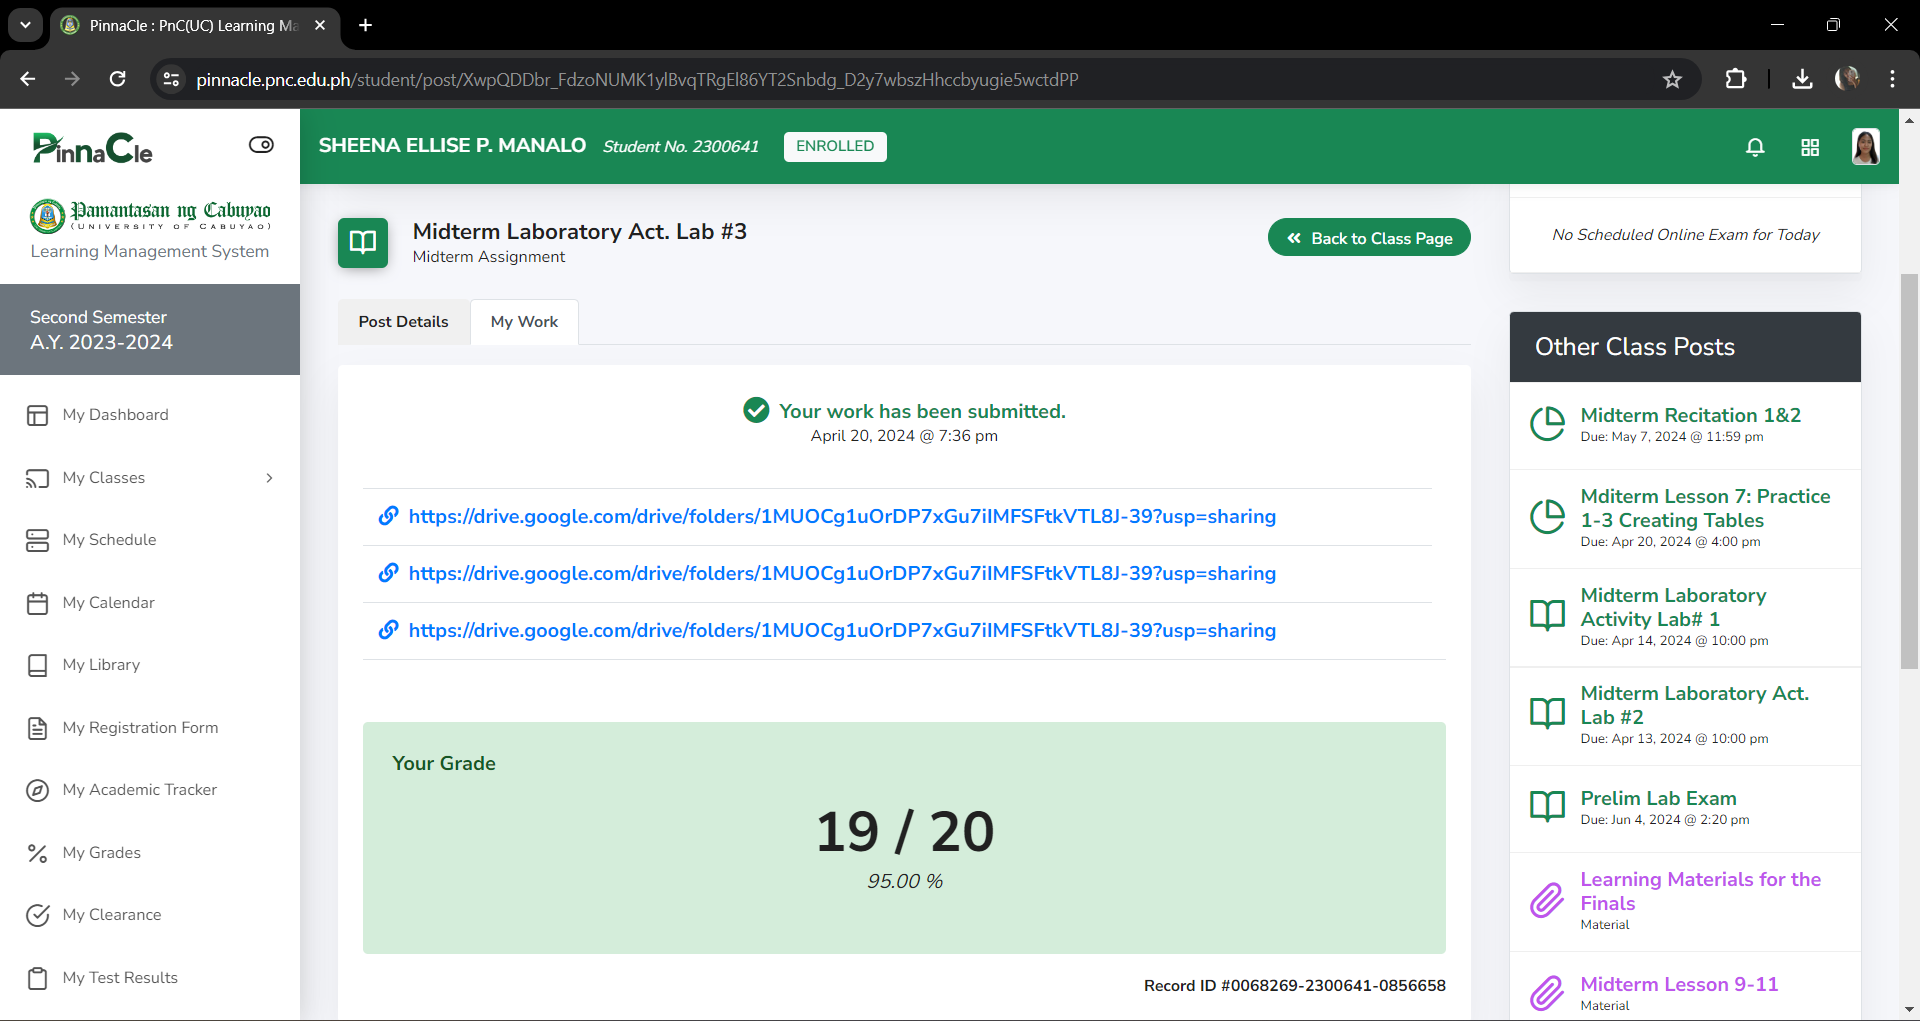 PinnaCle : PnC(UC) Learning Ma
pinnacle.pnc.edu.ph/student/post/XwpQDDbr_FdzoNUMK1ylBvqTRgEl86YT2Snbdg_D2y7wbszHhccbyugie5wctdPP
PinnaCle
Pamantasan ng Cabuyao
(UNIVERSITY OF CABUYAO)
Learning Management System
Second Semester
A.Y. 2023-2024
My Dashboard
My Classes
My Schedule
My Calendar
My Library
My Registration Form
My Academic Tracker
My Grades
My Clearance
My Test Results
SHEENA ELLISE P. MANALO Student No. 2300641 ENROLLED
Midterm Laboratory Act. Lab #3
Midterm Assignment
Back to Class Page
Post Details
My Work
Your work has been submitted.
April 20, 2024 @ 7:36 pm
https://drive.google.com/drive/folders/1MUOCg1uOrDP7xGu7iIMFSFtkVTL8J-39?usp=sharing
https://drive.google.com/drive/folders/1MUOCg1uOrDP7xGu7iIMFSFtkVTL8J-39?usp=sharing
https://drive.google.com/drive/folders/1MUOCg1uOrDP7xGu7iIMFSFtkVTL8J-39?usp=sharing
Your Grade
19 / 20
95.00 %
Record ID #0068269-2300641-0856658
No Scheduled Online Exam for Today
Other Class Posts
Midterm Recitation 1&2
Due: May 7, 2024 @ 11:59 pm
Mditerm Lesson 7: Practice
1-3 Creating Tables
Due: Apr 20, 2024 @ 4:00 pm
Midterm Laboratory
Activity Lab# 1
Due: Apr 14, 2024 @ 10:00 pm
Midterm Laboratory Act.
Lab #2
Due: Apr 13, 2024 @ 10:00 pm
Prelim Lab Exam
Due: Jun 4, 2024 @ 2:20 pm
Learning Materials for the
Finals
Material
Midterm Lesson 9-11
Material